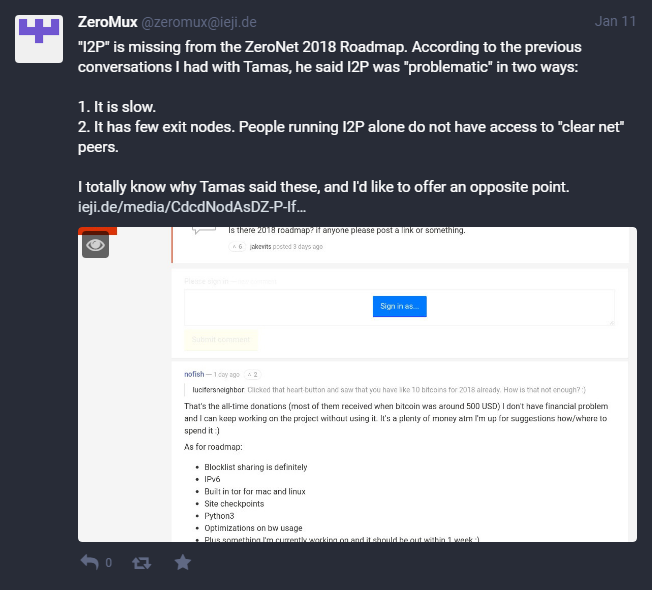 ZeroMux @zeromux@ieji.de Jan 11
"I2P" is missing from the ZeroNet 2018 Roadmap. According to the previous
conversations I had with Tamas, he said I2P was "problematic" in two ways:
1. It is slow.
2. It has few exit nodes. People running I2P alone do not have access to "clear net"
peers.
I totally know why Tamas said these, and I'd like to offer an opposite point.
ieji.de/media/CdcdNodAsDZ-P-If…
Is there 2018 roadmap? if anyone please post a link or something.
6 jakevits posted 3 days ago
Please sign in
Sign in as...
Submit comment
nofish — 1 day ago 2
lucifersneighbor: Clicked that heart-button and saw that you have like 10 bitcoins for 2018 already. How is that not enough? :)
That's the all-time donations (most of them received when bitcoin was around 500 USD) I don't have financial problem
and I can keep working on the project without using it. It's a plenty of money atm I'm up for suggestions how/where to
spend it :)
As for roadmap:
• Blocklist sharing is definitely
• IPv6
• Built in tor for mac and linux
• Site checkpoints
• Python3
• Optimizations on bw usage
• Plus something I'm currently working on and it should be out within 1 week :)
0